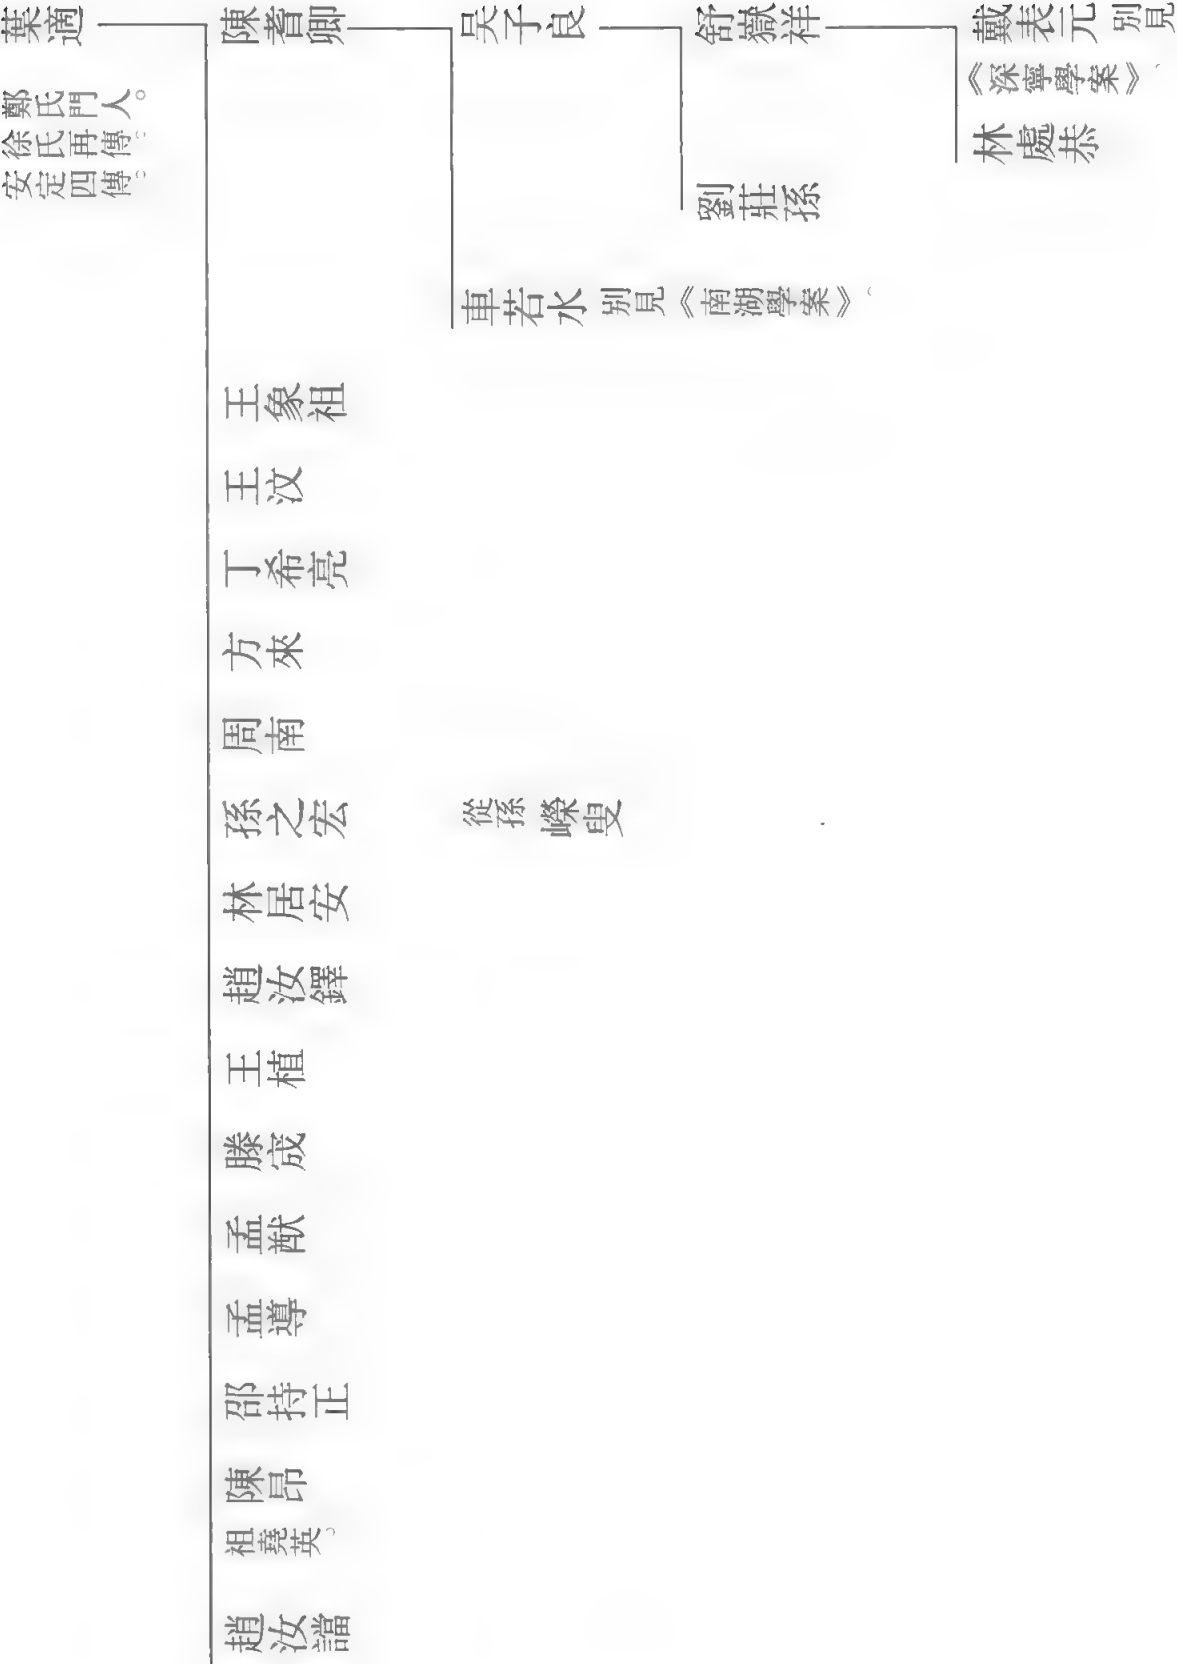 葉適
鄭氏門人。
徐氏再傳。
安定四傳。
陳耆卿
吳子良
舒嶽祥
戴表元 別見
《深寧學案》。
林處恭
劉莊孫
車若水 別見《南湖學案》。
王象祖
王汶
丁希亮
方來
周南
孫之宏
從孫 嶸叟
林居安
趙汝鐸
王植
滕宬
孟猷
孟導
邵持正
陳昂
祖堯英。
趙汝譡